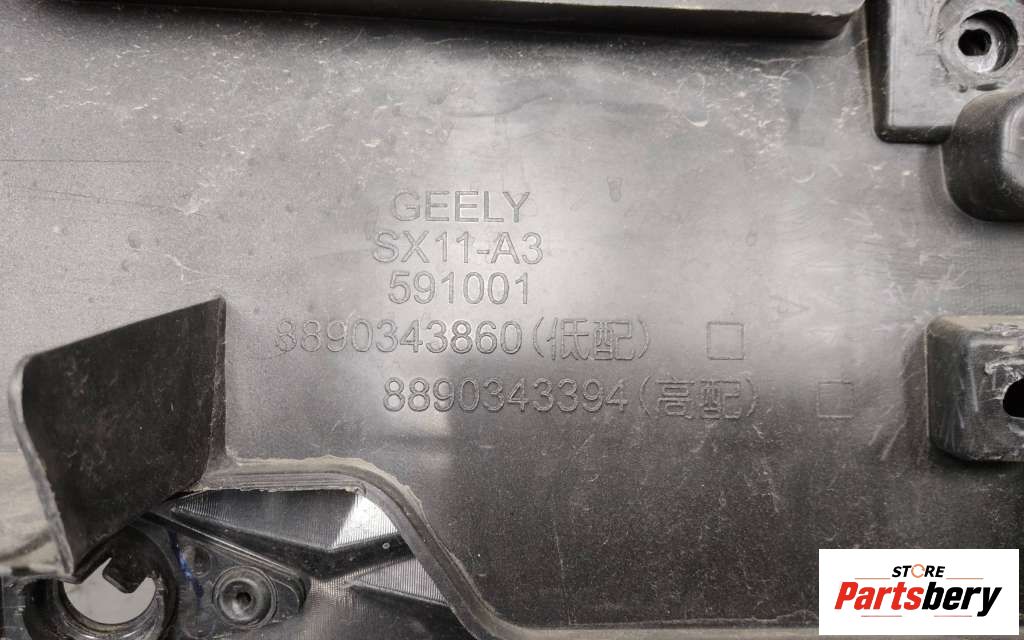 GEELY
SX11-A3
591001
8890343860(低配) □
8890343394(高配) □
A
STORE
Partsbery